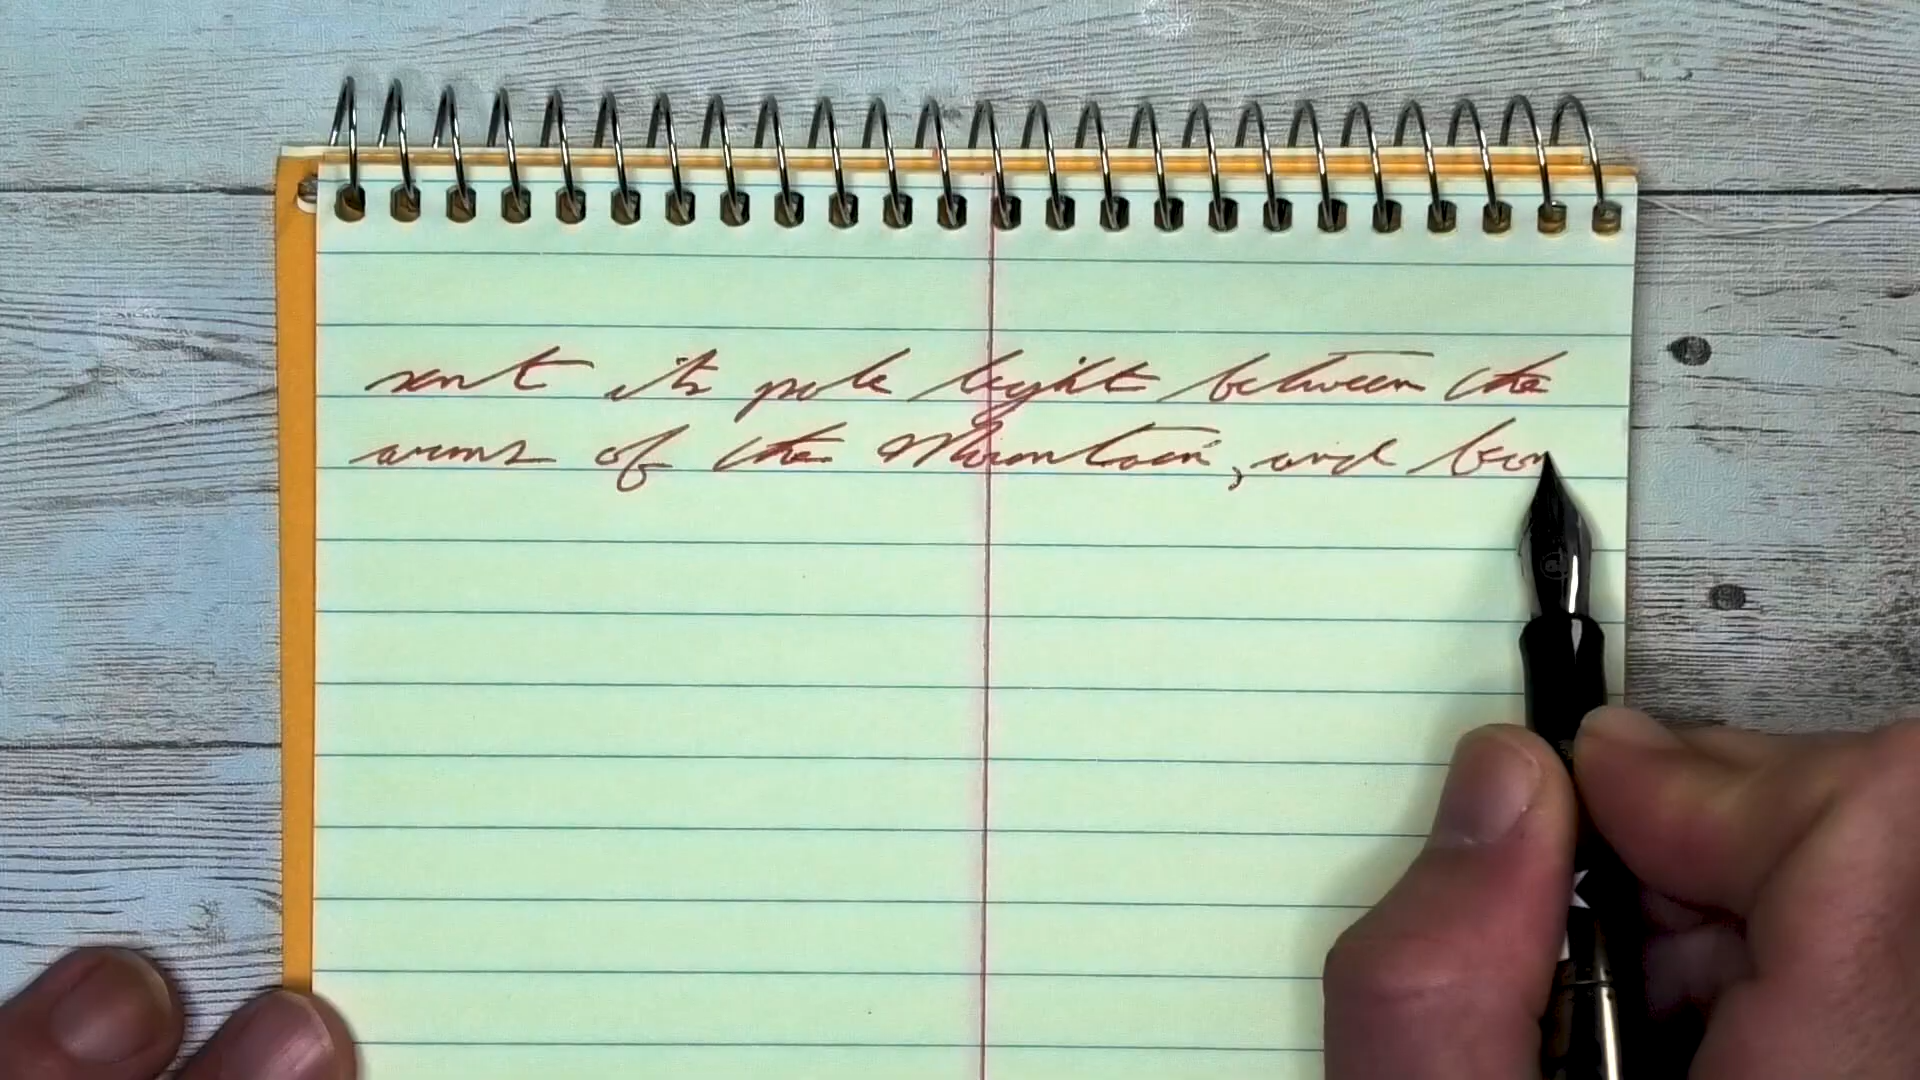 sent its pale light between the
arms of the Mountain, and